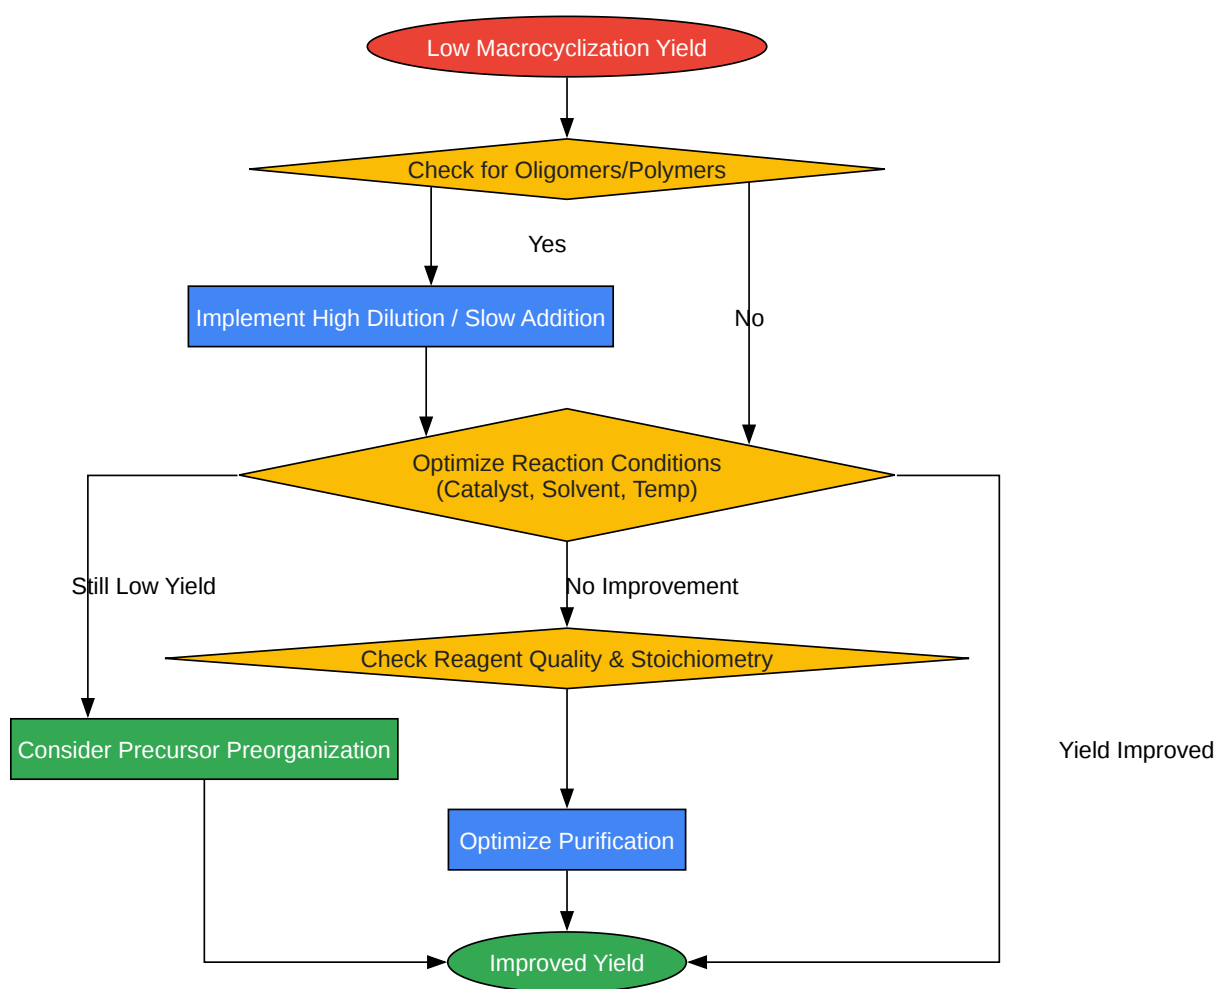 Low Macrocyclization Yield
Check for Oligomers/Polymers
Yes
Implement High Dilution / Slow Addition
No
Optimize Reaction Conditions
(Catalyst, Solvent, Temp)
Still Low Yield
No Improvement
Check Reagent Quality & Stoichiometry
Consider Precursor Preorganization
Yield Improved
Optimize Purification
Improved Yield